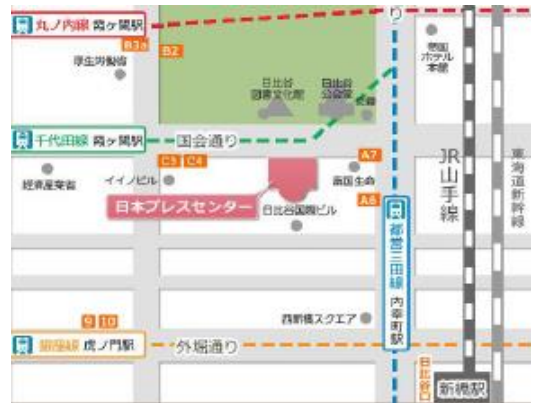 丸ノ内線 霞ヶ関駅
B3a
B2
厚生労働省
日比谷
図書文化館
日比谷
公会堂
帝国
ホテル
本館
千代田線 霞ヶ関駅
国会通り
C3
C4
A7
経済産業省
イイノビル
富国生命
A6
日本プレスセンター
日比谷国際ビル
JR山手線
東海道新幹線
都営三田線 内幸町駅
西新橋スクエア
9
10
銀座線 虎ノ門駅
外堀通り
日比谷口
新橋駅